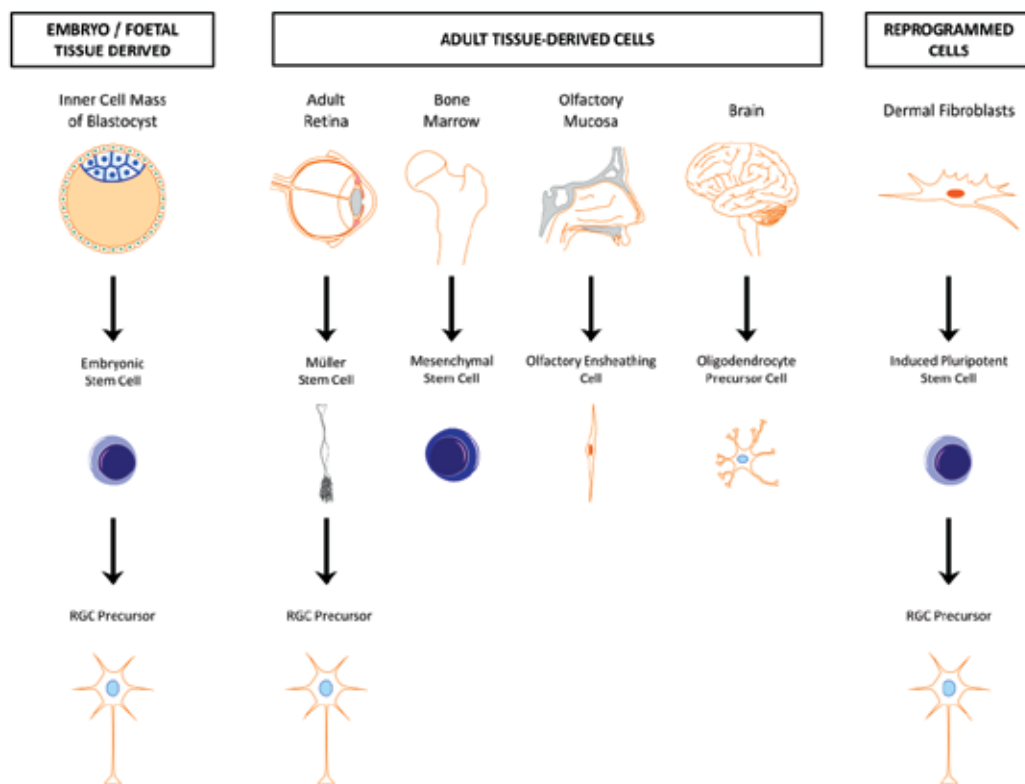 EMBRYO / FOETAL
TISSUE DERIVED
ADULT TISSUE-DERIVED CELLS
REPROGRAMMED
CELLS
Inner Cell Mass
of Blastocyst
Adult
Retina
Bone
Marrow
Olfactory
Mucosa
Brain
Dermal Fibroblasts
Embryonic
Stem Cell
Müller
Stem Cell
Mesenchymal
Stem Cell
Olfactory Ensheathing
Cell
Oligodendrocyte
Precursor Cell
Induced Pluripotent
Stem Cell
RGC Precursor
RGC Precursor
RGC Precursor